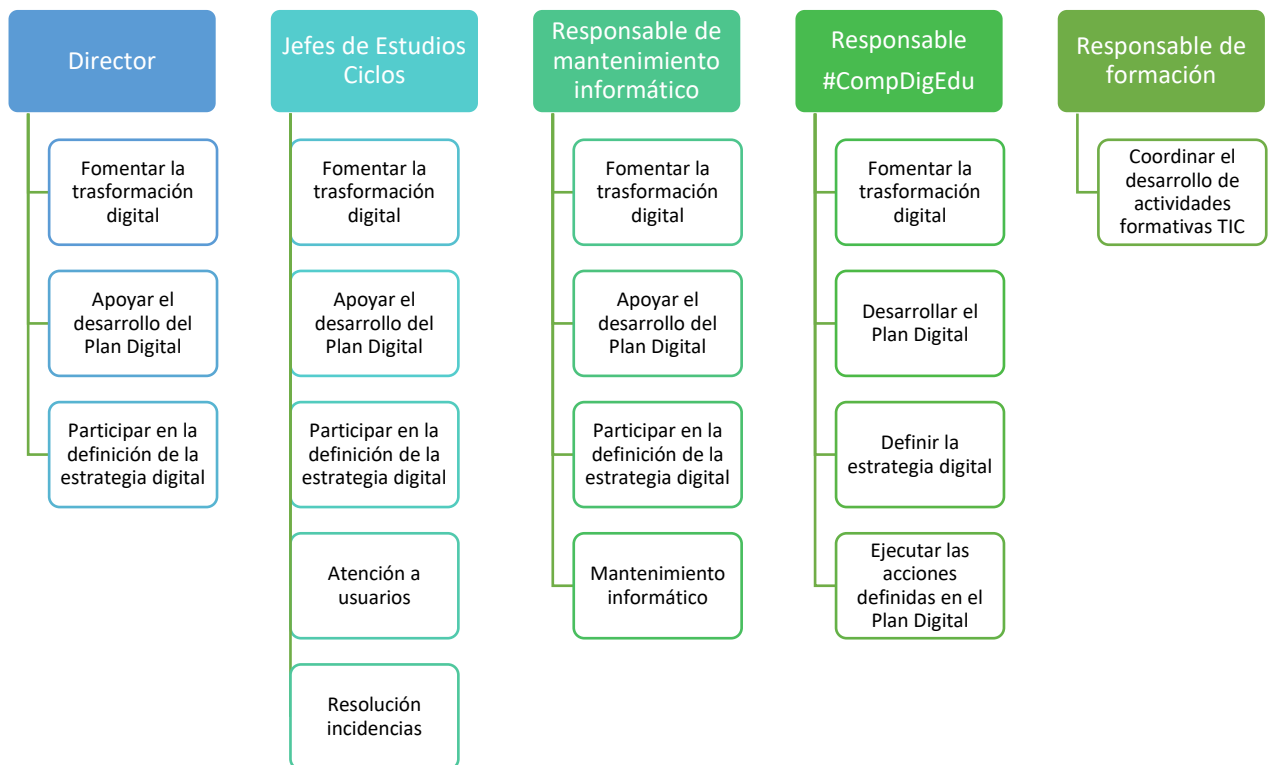 Director
Fomentar la
trasformación
digital
Apoyar el
desarrollo del
Plan Digital
Participar en la
definición de la
estrategia digital
Jefes de Estudios
Ciclos
Fomentar la
trasformación
digital
Apoyar el
desarrollo del
Plan Digital
Participar en la
definición de la
estrategia digital
Atención a
usuarios
Resolución
incidencias
Responsable de
mantenimiento
informático
Fomentar la
trasformación
digital
Apoyar el
desarrollo del
Plan Digital
Participar en la
definición de la
estrategia digital
Mantenimiento
informático
Responsable
#CompDigEdu
Fomentar la
trasformación
digital
Desarrollar el
Plan Digital
Definir la
estrategia digital
Ejecutar las
acciones
definidas en el
Plan Digital
Responsable de
formación
Coordinar el
desarrollo de
actividades
formativas TIC